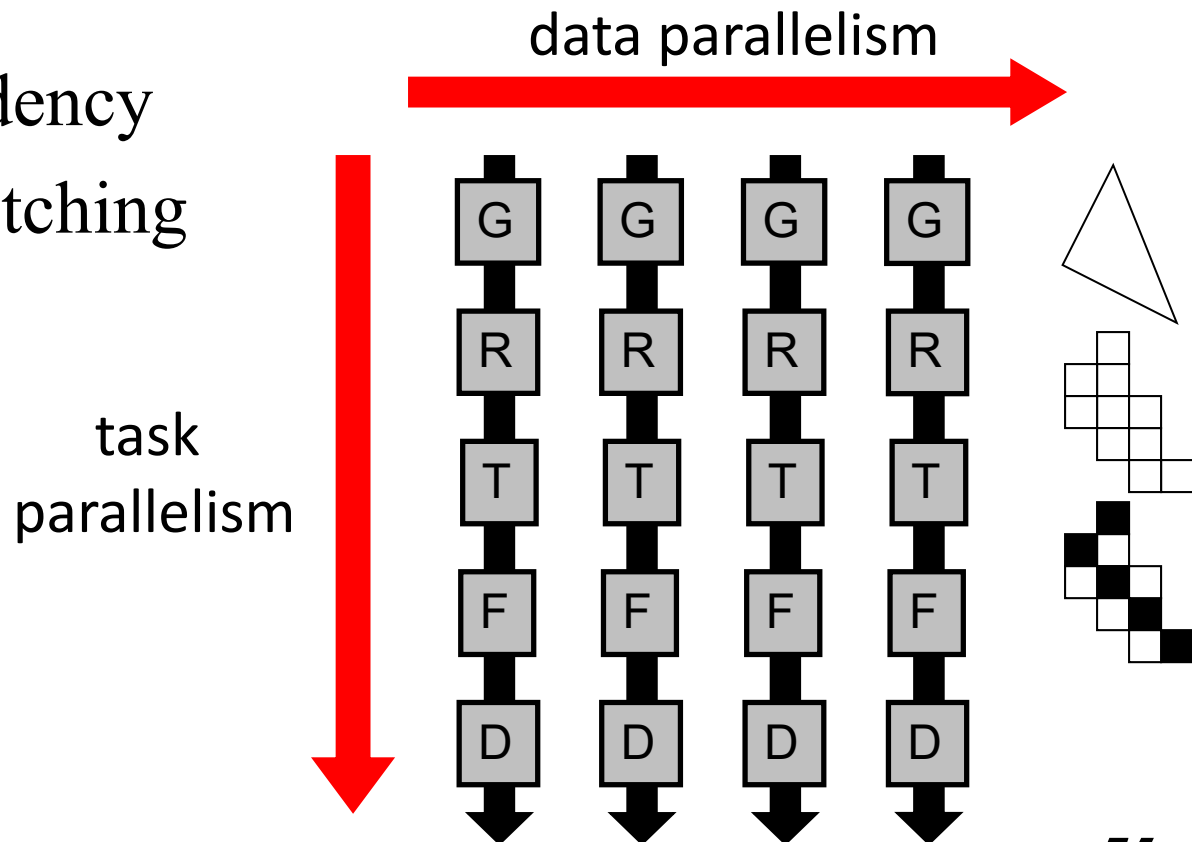 data parallelism
dency
tching
task
parallelism
G G G G
R R R R
T T T T
F F F F
D D D D